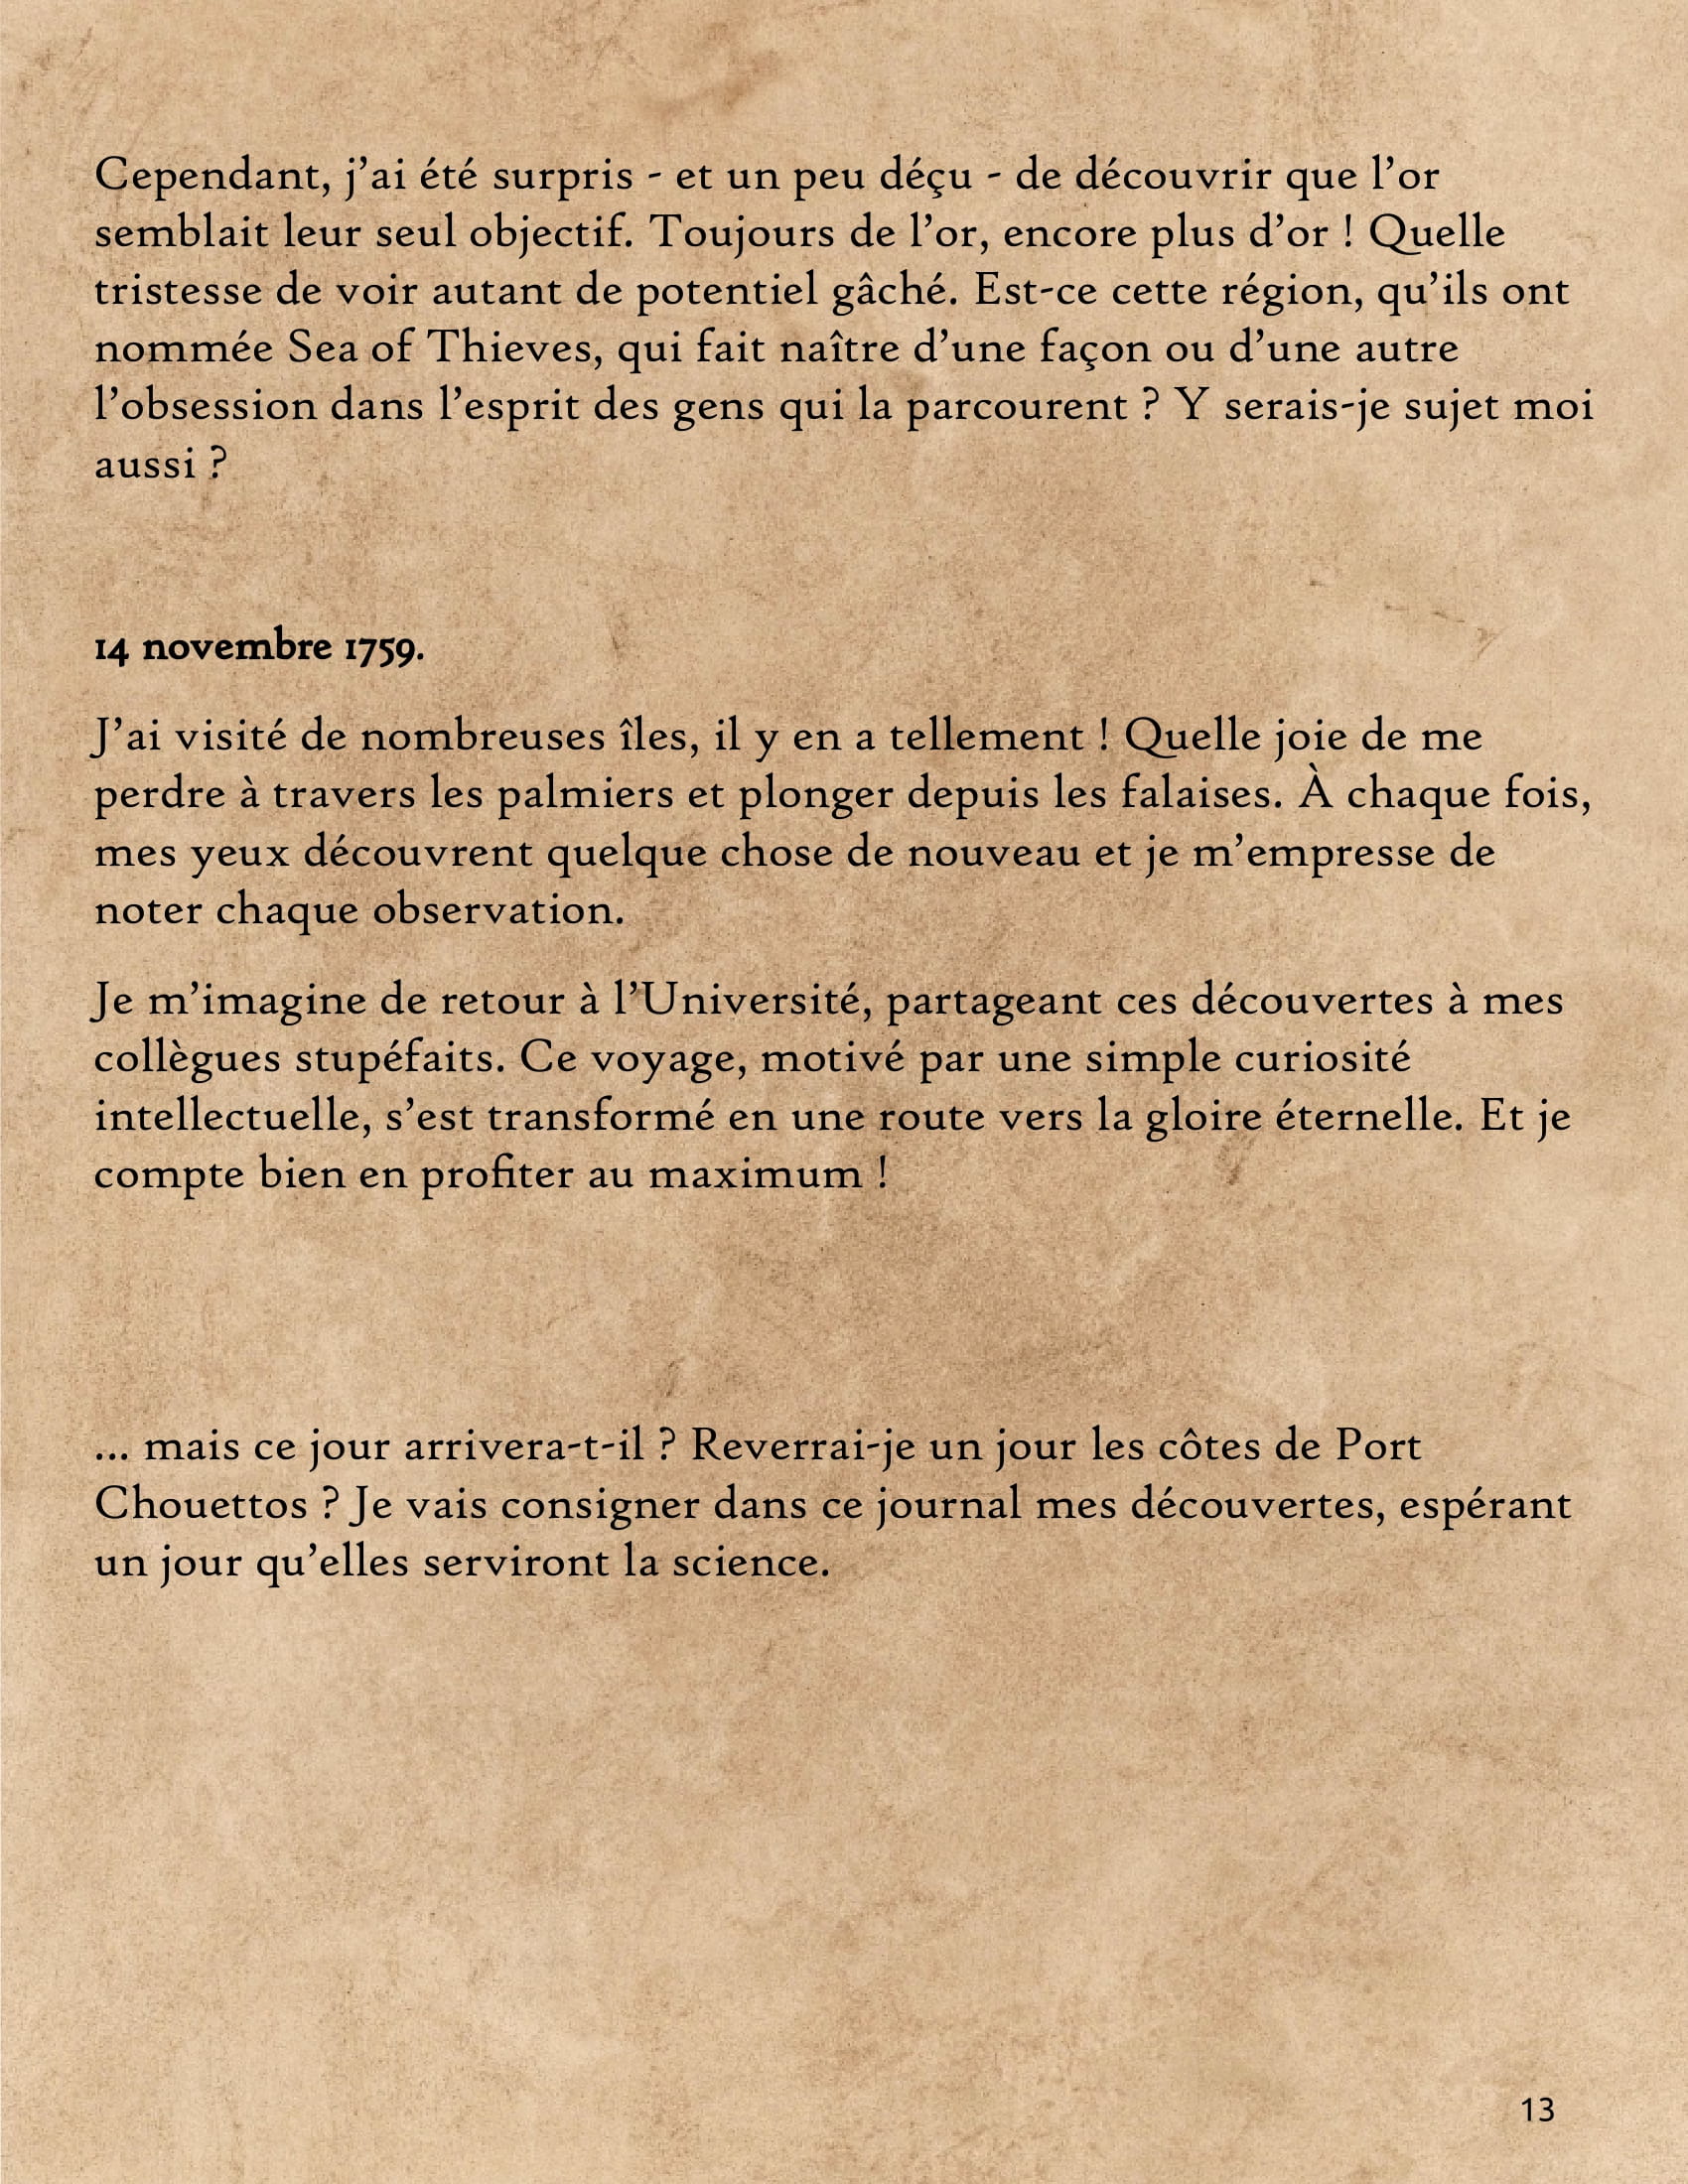 Cependant, j’ai été surpris - et un peu déçu - de découvrir que l’or
semblait leur seul objectif. Toujours de l’or, encore plus d’or ! Quelle
tristesse de voir autant de potentiel gâché. Est-ce cette région, qu’ils ont
nommée Sea of Thieves, qui fait naître d’une façon ou d’une autre
l’obsession dans l’esprit des gens qui la parcourent ? Y serais-je sujet moi
aussi ?
14 novembre 1759.
J’ai visité de nombreuses îles, il y en a tellement ! Quelle joie de me
perdre à travers les palmiers et plonger depuis les falaises. À chaque fois,
mes yeux découvrent quelque chose de nouveau et je m’empresse de
noter chaque observation.
Je m’imagine de retour à l’Université, partageant ces découvertes à mes
collègues stupéfaits. Ce voyage, motivé par une simple curiosité
intellectuelle, s’est transformé en une route vers la gloire éternelle. Et je
compte bien en profiter au maximum !
... mais ce jour arrivera-t-il ? Reverrai-je un jour les côtes de Port
Chouettos ? Je vais consigner dans ce journal mes découvertes, espérant
un jour qu’elles serviront la science.
13